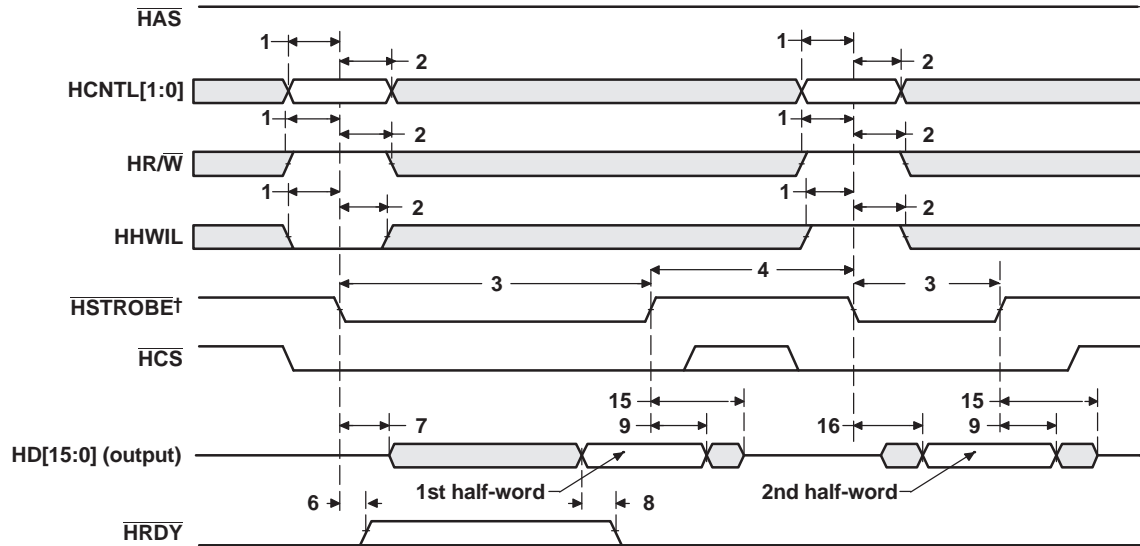 HAS
1 1
2 2
HCNTL[1:0]
1 1
2 2
HR/W
1 1
2 2
HHWIL
4
3 3
HSTROBE†
HCS
15 15
7 9 16 9
HD[15:0] (output)
1st half-word 2nd half-word
6 8
HRDY